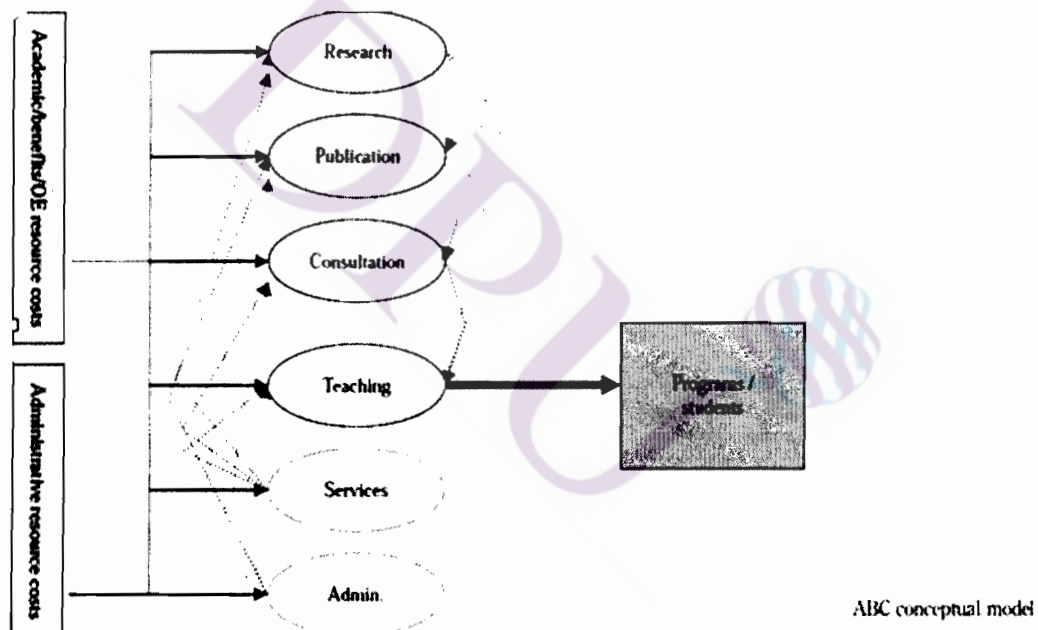 Academic/benefits/OE resource costs
Administrative resource costs
Research
Publication
Consultation
Teaching
Services
Admin.
Programs /
students
DPU
ABC conceptual model